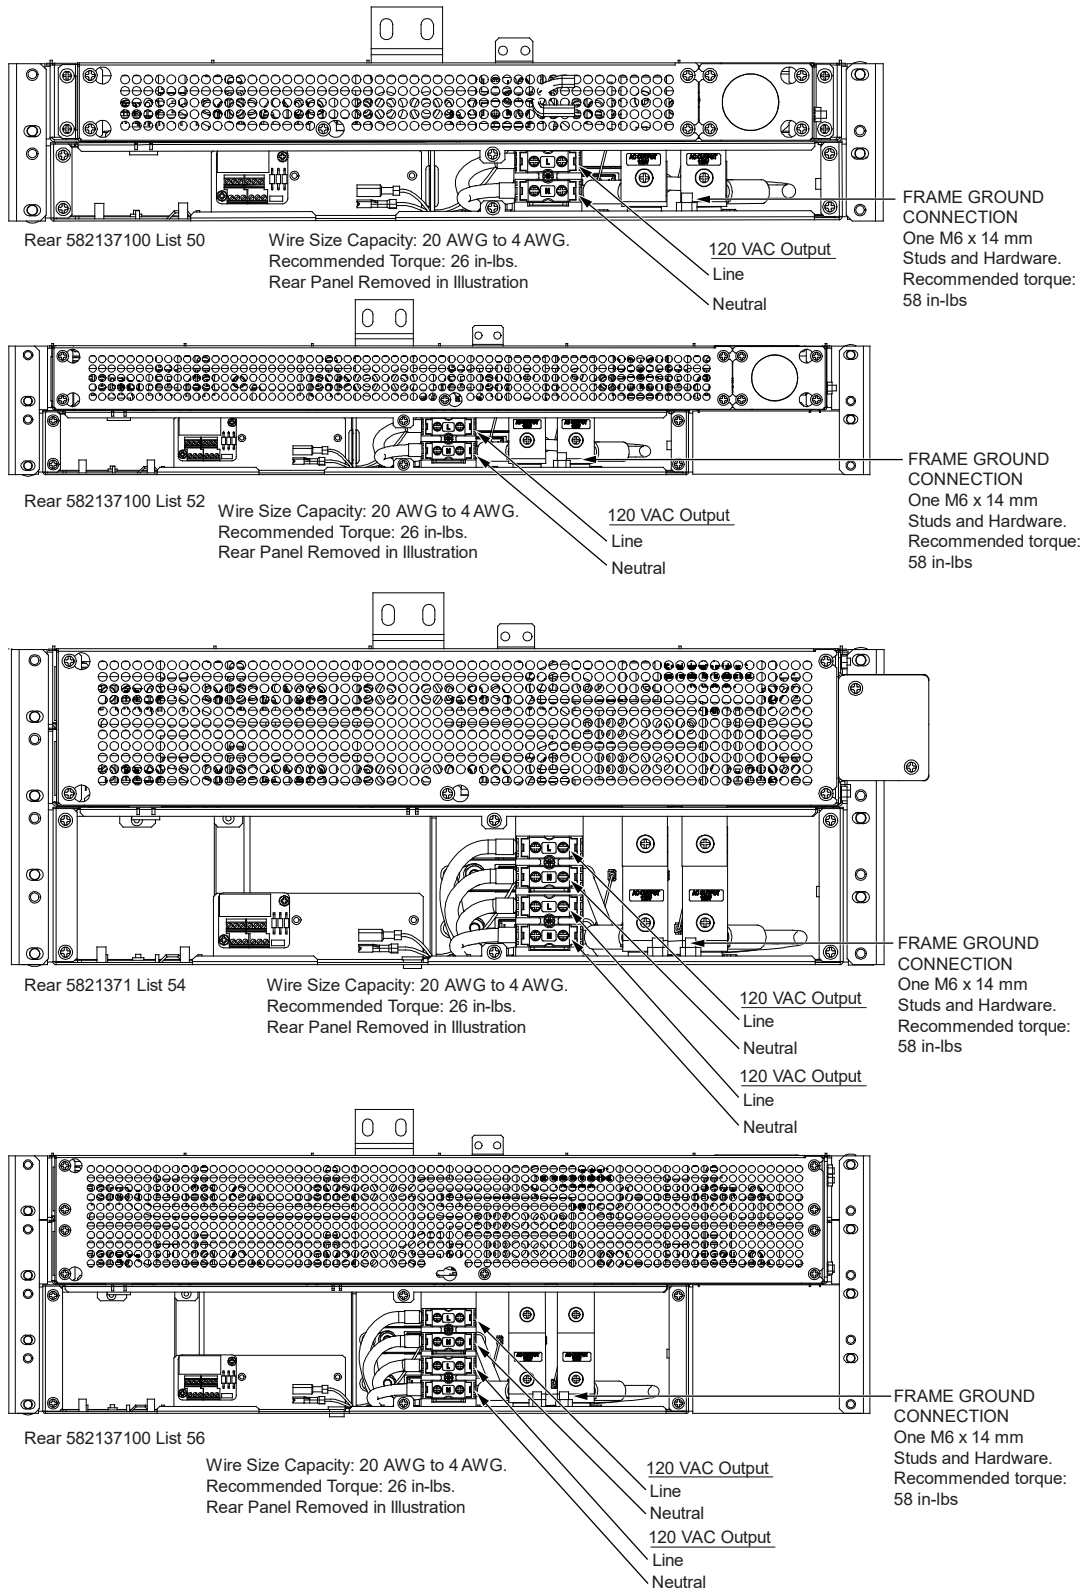 L
N
AC OUTPUT
AC OUTPUT
FRAME GROUND
CONNECTION
One M6 x 14 mm
Studs and Hardware.
Recommended torque:
58 in-lbs
Rear 582137100 List 50
Wire Size Capacity: 20 AWG to 4 AWG.
Recommended Torque: 26 in-lbs.
Rear Panel Removed in Illustration
120 VAC Output
Line
Neutral
L
N
FRAME GROUND
CONNECTION
One M6 x 14 mm
Studs and Hardware.
Recommended torque:
58 in-lbs
Rear 582137100 List 52
Wire Size Capacity: 20 AWG to 4 AWG.
Recommended Torque: 26 in-lbs.
Rear Panel Removed in Illustration
120 VAC Output
Line
Neutral
L
N
L
N
AC OUTPUT
AC OUTPUT
FRAME GROUND
CONNECTION
One M6 x 14 mm
Studs and Hardware.
Recommended torque:
58 in-lbs
Rear 5821371 List 54
Wire Size Capacity: 20 AWG to 4 AWG.
Recommended Torque: 26 in-lbs.
Rear Panel Removed in Illustration
120 VAC Output
Line
Neutral
120 VAC Output
Line
Neutral
L
N
L
N
FRAME GROUND
CONNECTION
One M6 x 14 mm
Studs and Hardware.
Recommended torque:
58 in-lbs
Rear 582137100 List 56
Wire Size Capacity: 20 AWG to 4 AWG.
Recommended Torque: 26 in-lbs.
Rear Panel Removed in Illustration
120 VAC Output
Line
Neutral
120 VAC Output
Line
Neutral